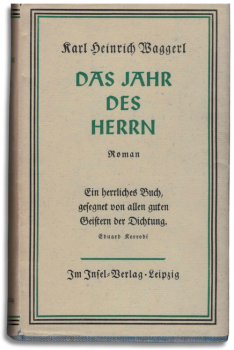 Karl Heinrich Waggerl
DAS JAHR
DES
HERRN
Roman
Ein herrliches Buch,
gesegnet von allen guten
Geistern der Dichtung.
Eduard Korrodi
Im Insel-Verlag · Leipzig